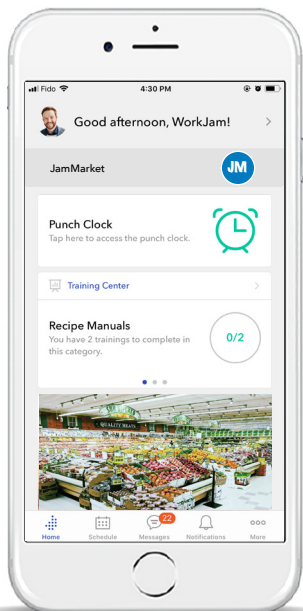 Fido 4:30 PM
Good afternoon, WorkJam!
JamMarket JM
Punch Clock
Tap here to access the punch clock.
Training Center
Recipe Manuals
You have 2 trainings to complete in
this category.
0/2
QUALITY MEATS
22
Home Schedule Messages Notifications More